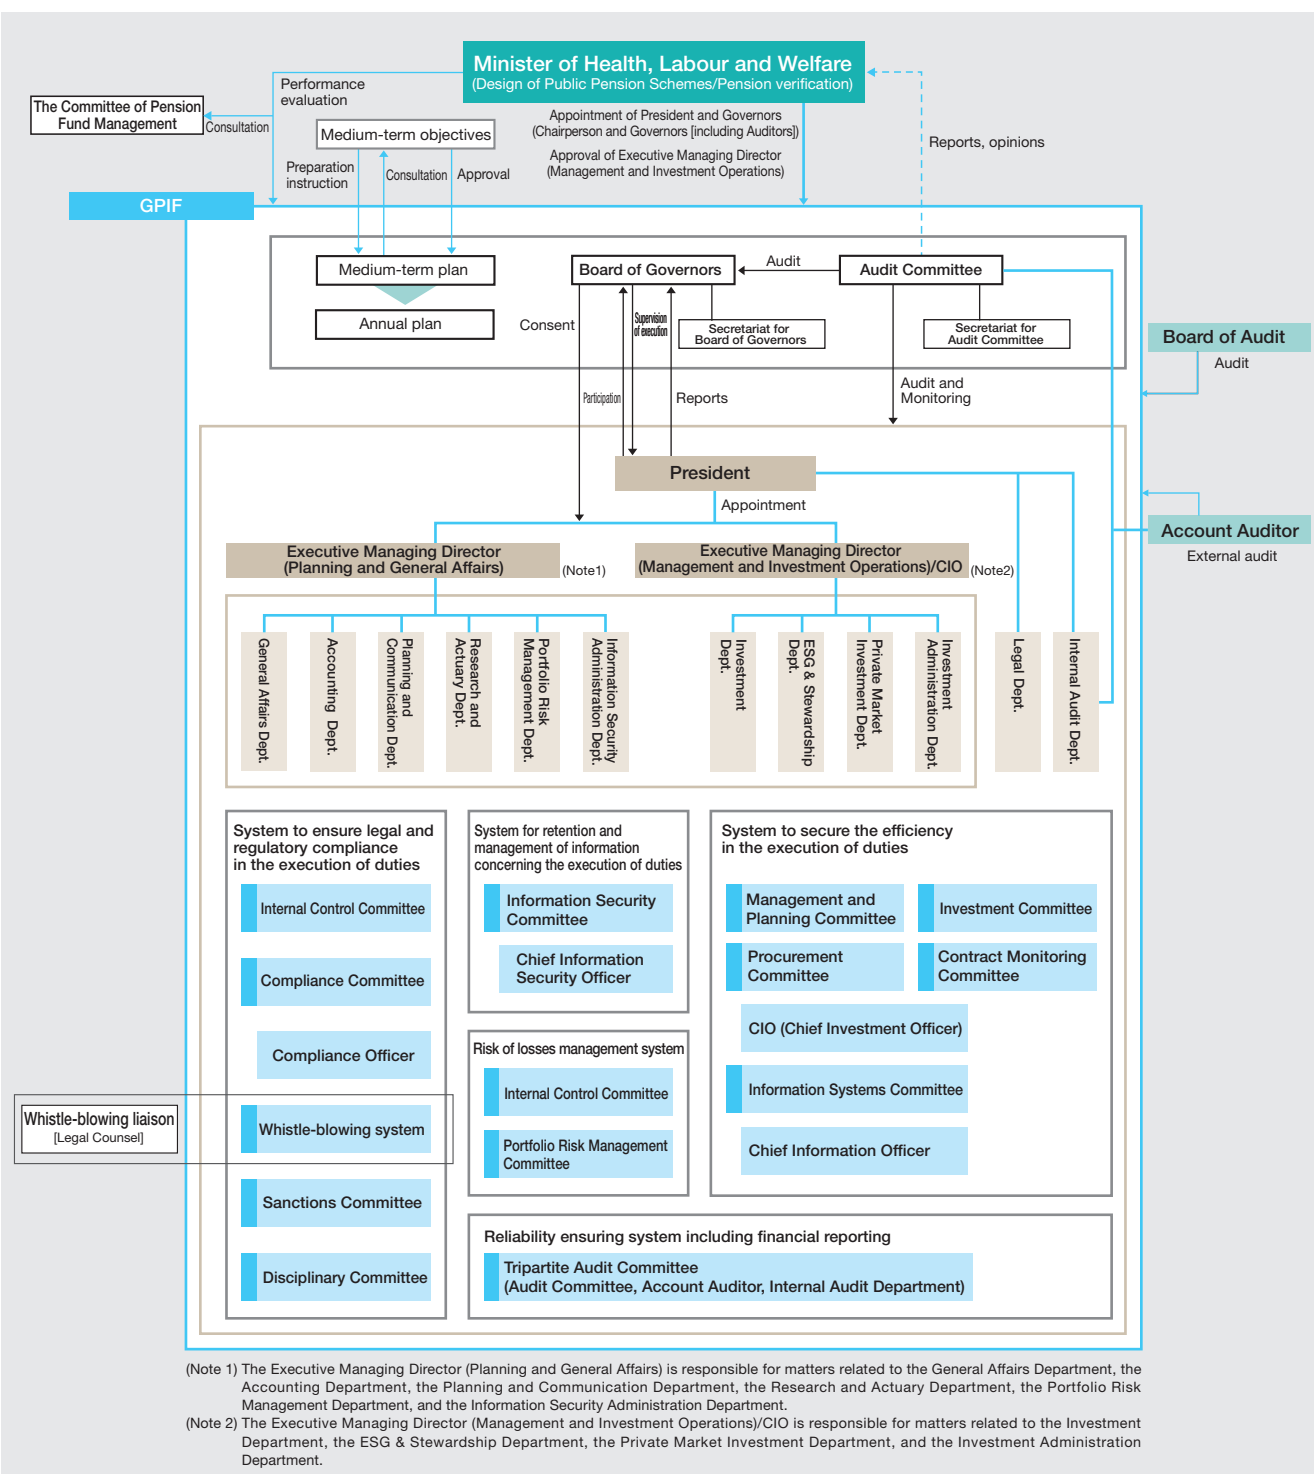 Minister of Health, Labour and Welfare
(Design of Public Pension Schemes/Pension verification)
Performance
evaluation
The Committee of Pension
Fund Management
Consultation
Medium-term objectives
Appointment of President and Governors
(Chairperson and Governors [including Auditors])
Approval of Executive Managing Director
(Management and Investment Operations)
Reports, opinions
Preparation
instruction
Consultation
Approval
GPIF
Medium-term plan
Annual plan
Board of Governors
Audit
Audit Committee
Consent
Supervision
of execution
Secretariat for
Board of Governors
Secretariat for
Audit Committee
Board of Audit
Audit
Participation
Reports
Audit and
Monitoring
President
Appointment
Account Auditor
External audit
Executive Managing Director
(Planning and General Affairs)
(Note1)
Executive Managing Director
(Management and Investment Operations)/CIO
(Note2)
General Affairs Dept.
Accounting Dept.
Planning and
Communication Dept.
Research and
Actuary Dept.
Portfolio Risk
Management Dept.
Information Security
Administration Dept.
Investment
Dept.
ESG & Stewardship
Dept.
Private Market
Investment Dept.
Investment
Administration Dept.
Legal Dept.
Internal Audit Dept.
System to ensure legal and
regulatory compliance
in the execution of duties
Internal Control Committee
Compliance Committee
Compliance Officer
Whistle-blowing liaison
[Legal Counsel]
Whistle-blowing system
Sanctions Committee
Disciplinary Committee
System for retention and
management of information
concerning the execution of duties
Information Security
Committee
Chief Information
Security Officer
Risk of losses management system
Internal Control Committee
Portfolio Risk Management
Committee
System to secure the efficiency
in the execution of duties
Management and
Planning Committee
Investment Committee
Procurement
Committee
Contract Monitoring
Committee
CIO (Chief Investment Officer)
Information Systems Committee
Chief Information Officer
Reliability ensuring system including financial reporting
Tripartite Audit Committee
(Audit Committee, Account Auditor, Internal Audit Department)
(Note 1) The Executive Managing Director (Planning and General Affairs) is responsible for matters related to the General Affairs Department, the
Accounting Department, the Planning and Communication Department, the Research and Actuary Department, the Portfolio Risk
Management Department, and the Information Security Administration Department.
(Note 2) The Executive Managing Director (Management and Investment Operations)/CIO is responsible for matters related to the Investment
Department, the ESG & Stewardship Department, the Private Market Investment Department, and the Investment Administration
Department.